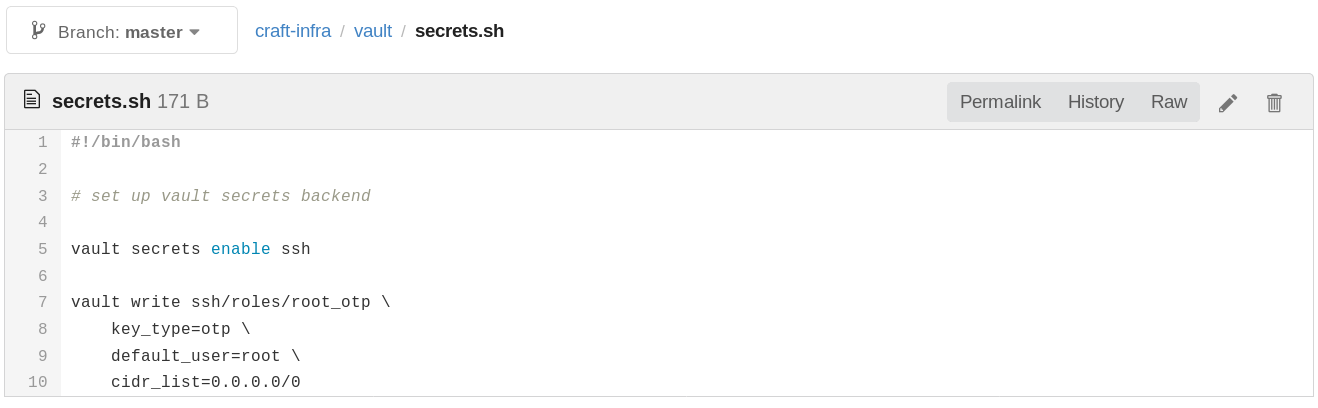 Branch: master
craft-infra / vault / secrets.sh
secrets.sh 171 B
Permalink History Raw
1 #!/bin/bash
2
3 # set up vault secrets backend
4
5 vault secrets enable ssh
6
7 vault write ssh/roles/root_otp \
8     key_type=otp \
9     default_user=root \
10     cidr_list=0.0.0.0/0